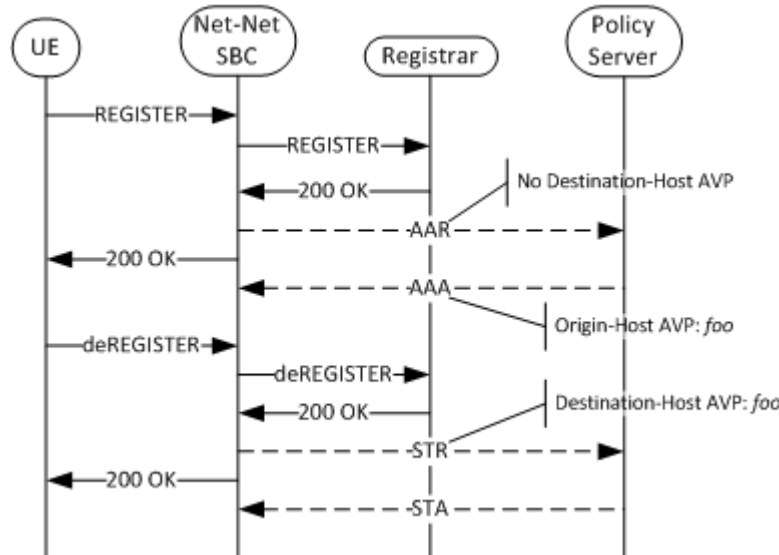 UE
Net-Net
SBC
Registrar
Policy
Server
REGISTER
REGISTER
No Destination-Host AVP
200 OK
AAR
200 OK
AAA
Origin-Host AVP: foo
deREGISTER
deREGISTER
Destination-Host AVP: foo
200 OK
STR
200 OK
STA